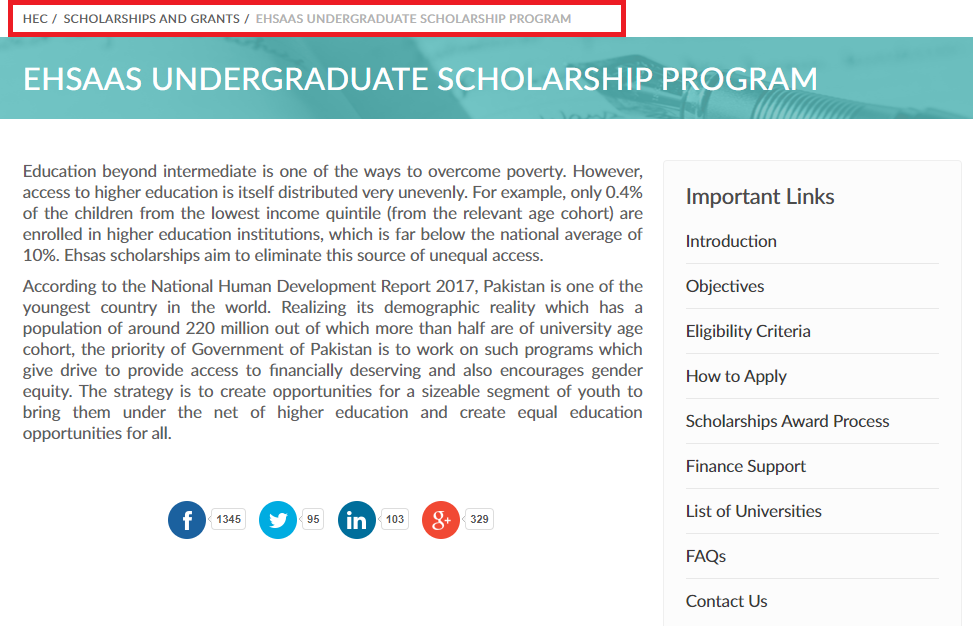 HEC / SCHOLARSHIPS AND GRANTS / EHSAAS UNDERGRADUATE SCHOLARSHIP PROGRAM
EHSAAS UNDERGRADUATE SCHOLARSHIP PROGRAM
Education beyond intermediate is one of the ways to overcome poverty. However,
access to higher education is itself distributed very unevenly. For example, only 0.4%
of the children from the lowest income quintile (from the relevant age cohort) are
enrolled in higher education institutions, which is far below the national average of
10%. Ehsas scholarships aim to eliminate this source of unequal access.
According to the National Human Development Report 2017, Pakistan is one of the
youngest country in the world. Realizing its demographic reality which has a
population of around 220 million out of which more than half are of university age
cohort, the priority of Government of Pakistan is to work on such programs which
give drive to provide access to financially deserving and also encourages gender
equity. The strategy is to create opportunities for a sizeable segment of youth to
bring them under the net of higher education and create equal education
opportunities for all.
f 1345 95 in 103 g+ 329
Important Links
Introduction
Objectives
Eligibility Criteria
How to Apply
Scholarships Award Process
Finance Support
List of Universities
FAQs
Contact Us